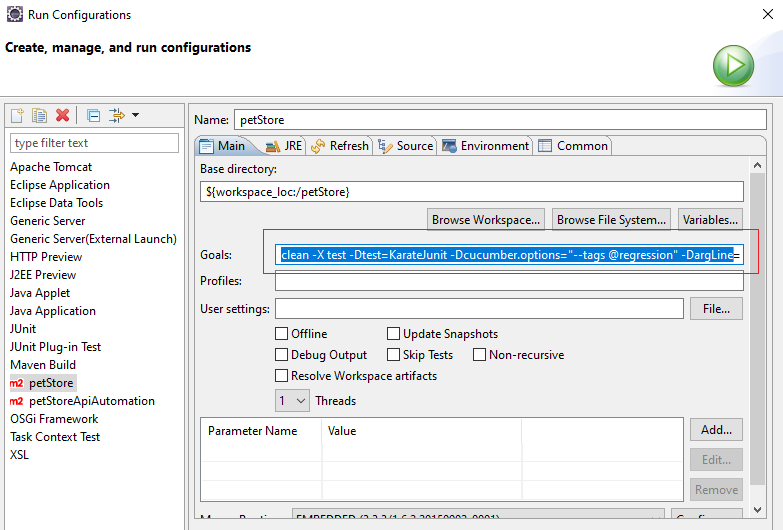 Run Configurations
Create, manage, and run configurations
type filter text
Apache Tomcat
Eclipse Application
Eclipse Data Tools
Generic Server
Generic Server(External Launch)
HTTP Preview
J2EE Preview
Java Applet
Java Application
JUnit
JUnit Plug-in Test
Maven Build
m2 petStore
m2 petStoreApiAutomation
OSGi Framework
Task Context Test
XSL
Name: petStore
Main JRE Refresh Source Environment Common
Base directory:
${workspace_loc:/petStore}
Browse Workspace... Browse File System... Variables...
Goals: clean -X test -Dtest=KarateJunit -Dcucumber.options="--tags @regression" -DargLine=
Profiles:
User settings: File...
Offline Update Snapshots
Debug Output Skip Tests Non-recursive
Resolve Workspace artifacts
1 Threads
Parameter Name Value Add...
Edit...
Remove